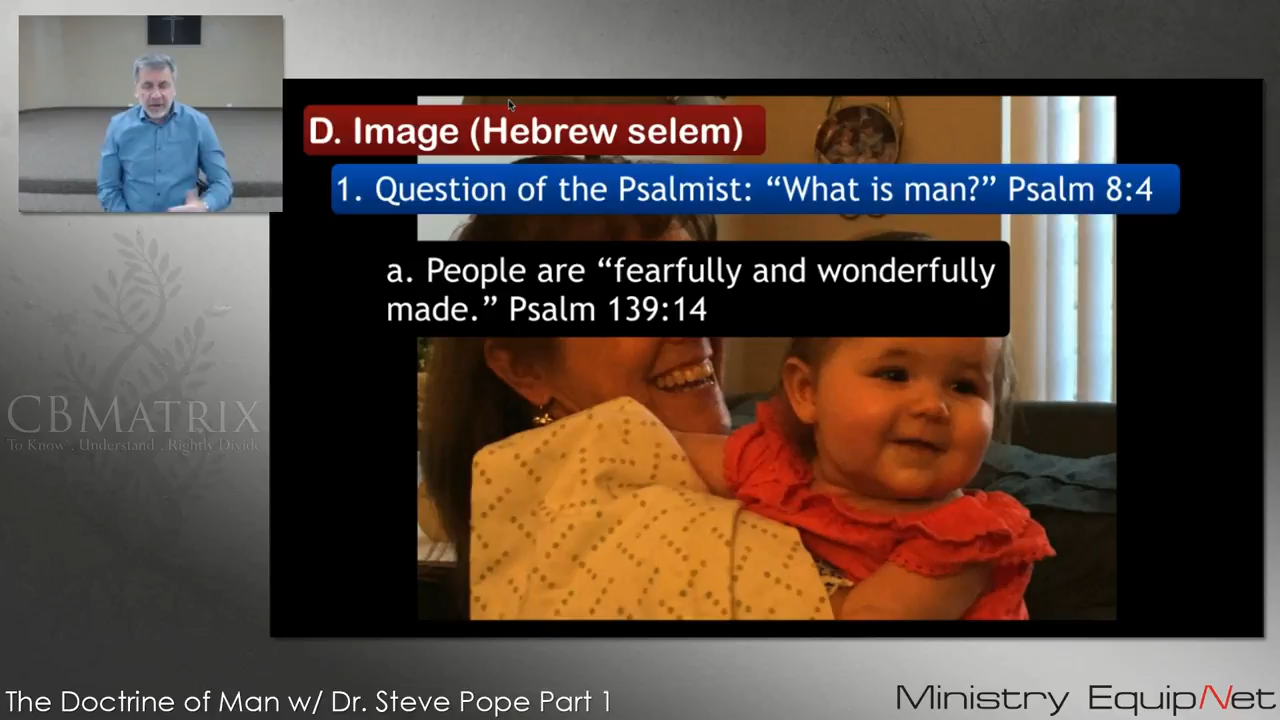 D. Image (Hebrew selem)
1. Question of the Psalmist: “What is man?” Psalm 8:4
a. People are “fearfully and wonderfully
made.” Psalm 139:14
CBMATRIX
To Know . Understand . Rightly Divide
The Doctrine of Man w/ Dr. Steve Pope Part 1
Ministry EquipNet